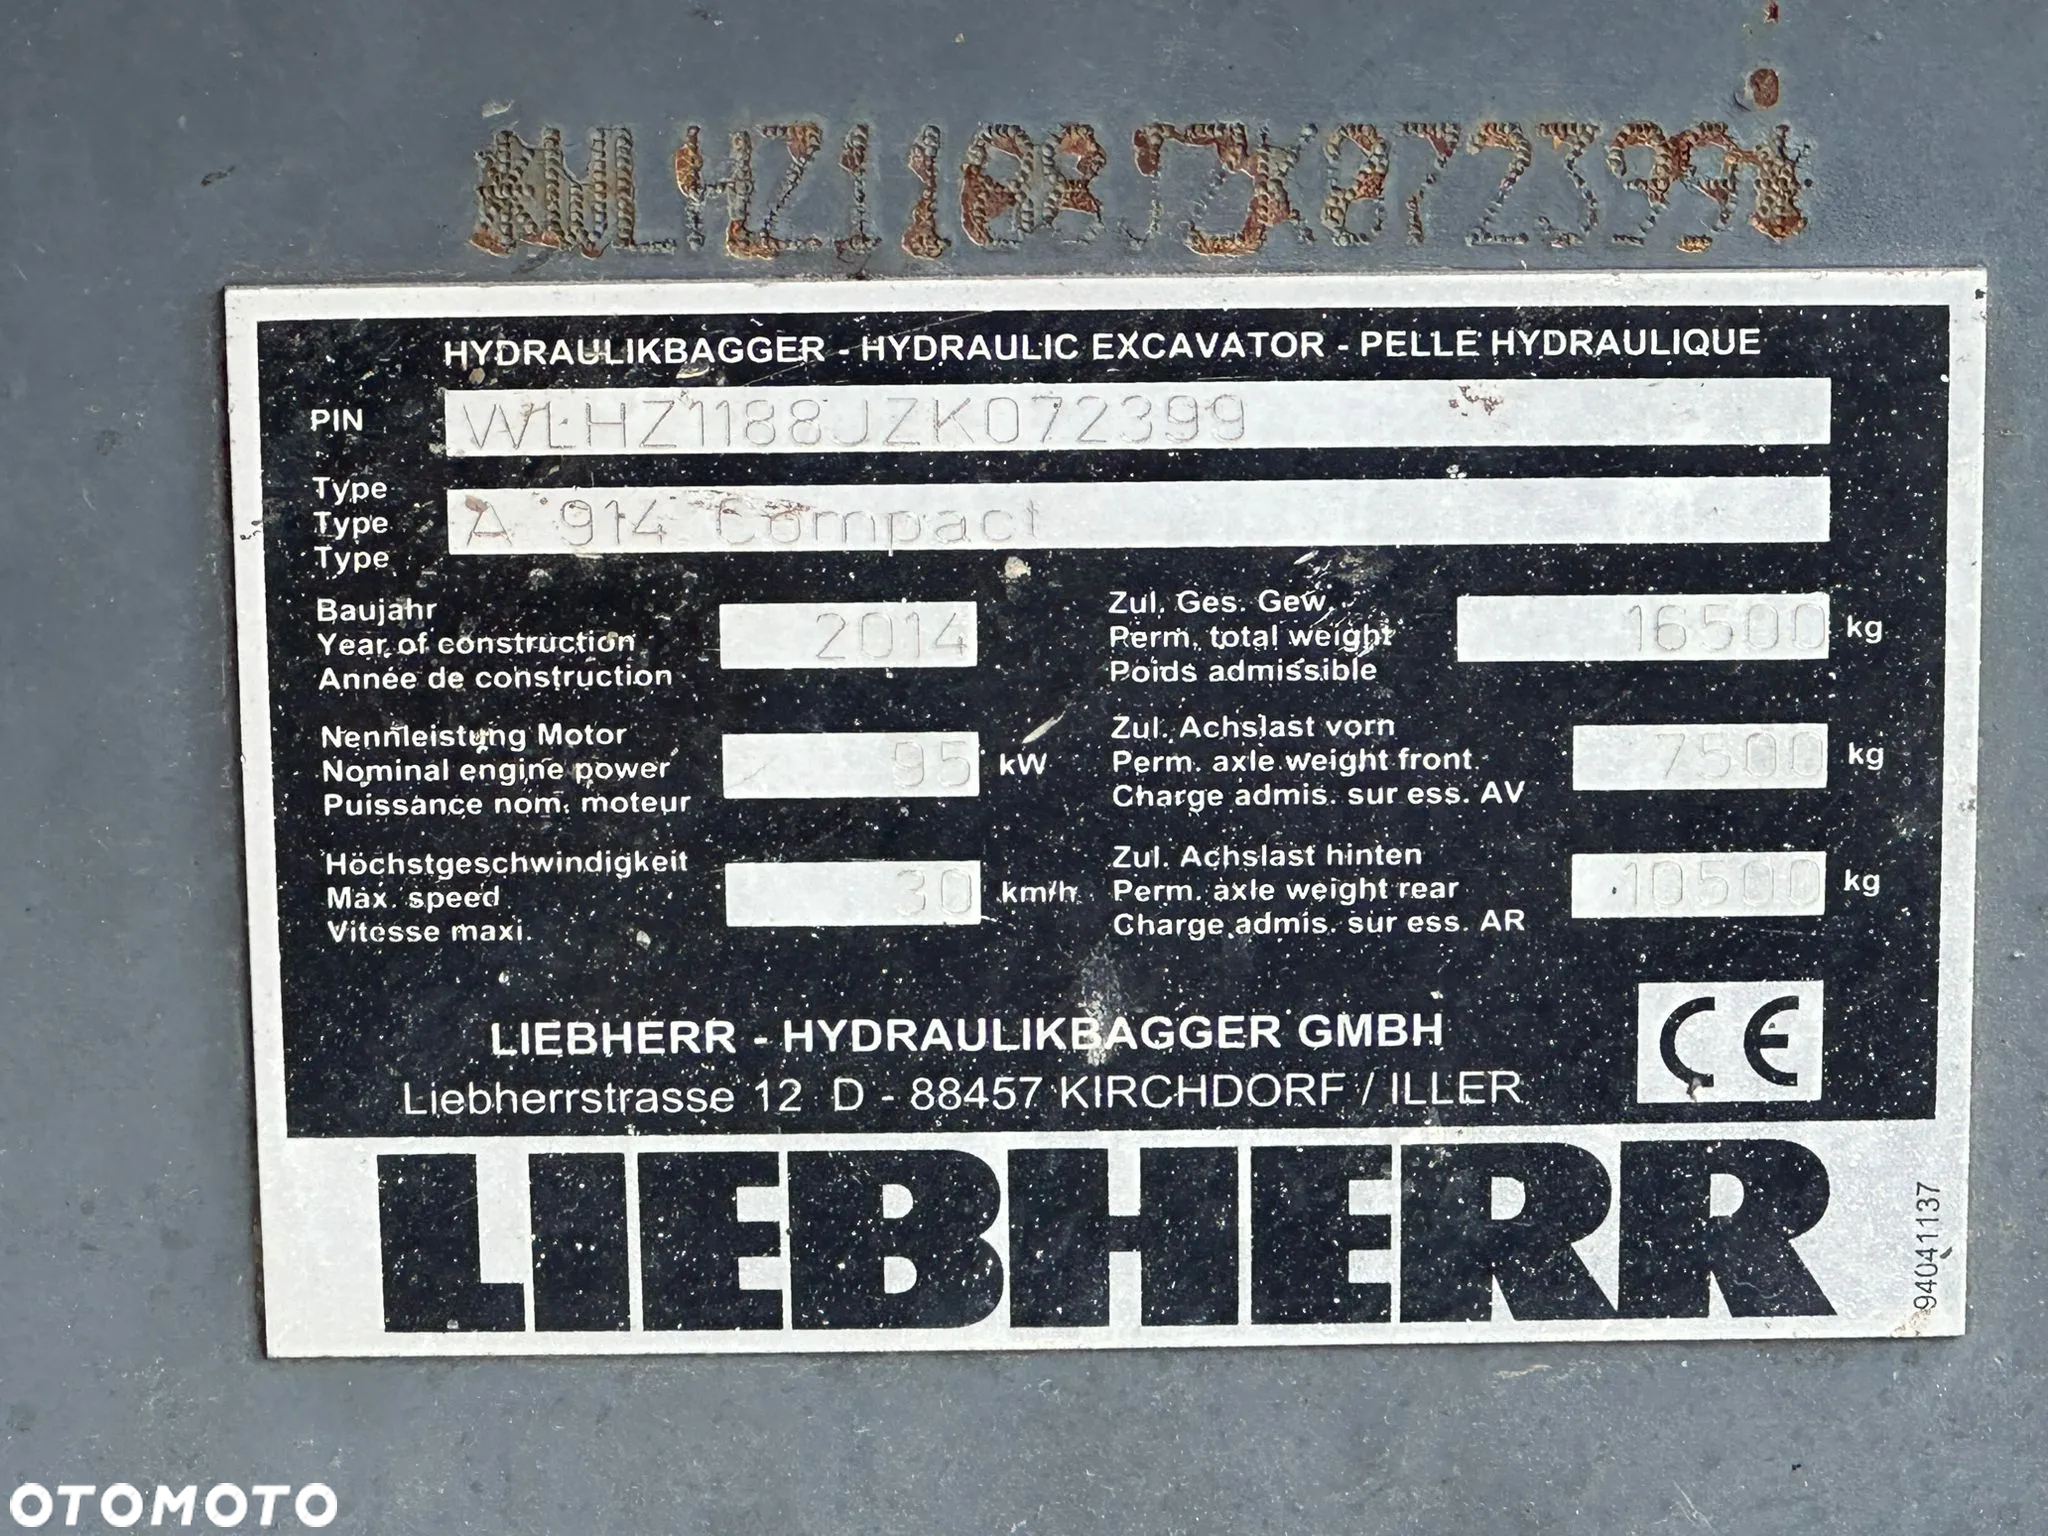 WLHZ1188JZK072399
HYDRAULIKBAGGER - HYDRAULIC EXCAVATOR - PELLE HYDRAULIQUE
PIN WLHZ1188JZK072399
Type
Type A 914 Compact
Type
Baujahr
Year of construction 2014
Année de construction
Zul. Ges. Gew.
Perm. total weight 16500 kg
Poids admissible
Nennleistung Motor
Nominal engine power 95 kW
Puissance nom. moteur
Zul. Achslast vorn
Perm. axle weight front 7500 kg
Charge admis. sur ess. AV
Höchstgeschwindigkeit
Max. speed 30 km/h
Vitesse maxi.
Zul. Achslast hinten
Perm. axle weight rear 10500 kg
Charge admis. sur ess. AR
LIEBHERR - HYDRAULIKBAGGER GMBH
Liebherrstrasse 12 D - 88457 KIRCHDORF / ILLER
CE
LIEBHERR
94041137
OTOMOTO